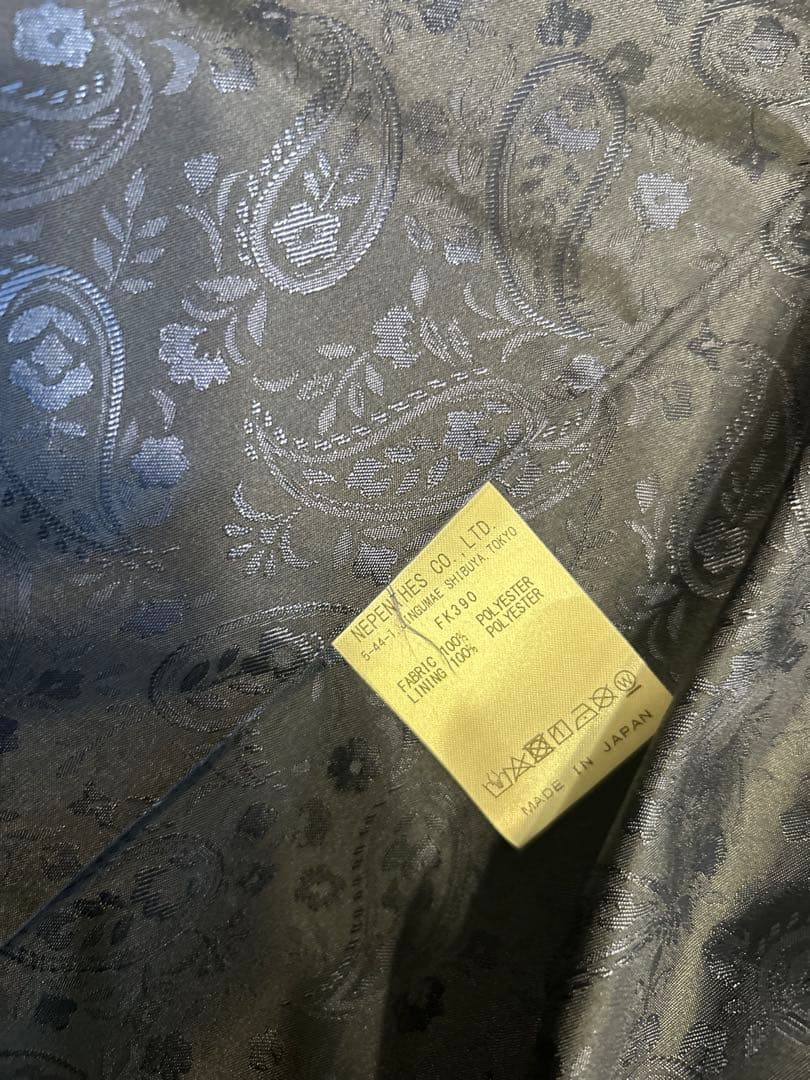 NEPENTHES CO., LTD.
5-44-1, JINGUMAE SHIBUYA, TOKYO
FK390
FABRIC 100% POLYESTER
LINING 100% POLYESTER
MADE IN JAPAN